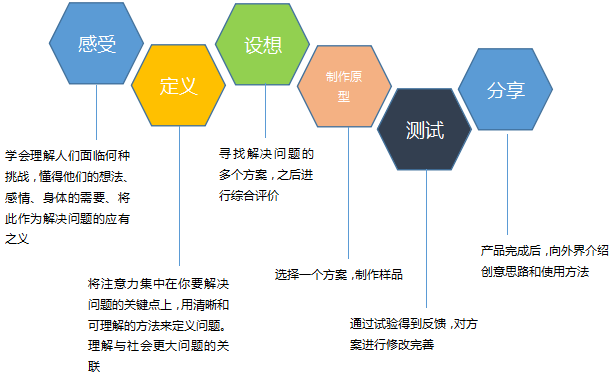 感受
定义
设想
制作原
型
测试
分享
学会理解人们面临何种
挑战，懂得他们的想法、
感情、身体的需要、将
此作为解决问题的应有
之义
将注意力集中在你要解决
问题的关键点上，用清晰和
可理解的方法来定义问题。
理解与社会更大问题的关
联
寻找解决问题的
多个方案，之后进
行综合评价
选择一个方案，制作样品
通过试验得到反馈，对方
案进行修改完善
产品完成后，向外界介绍
创意思路和使用方法